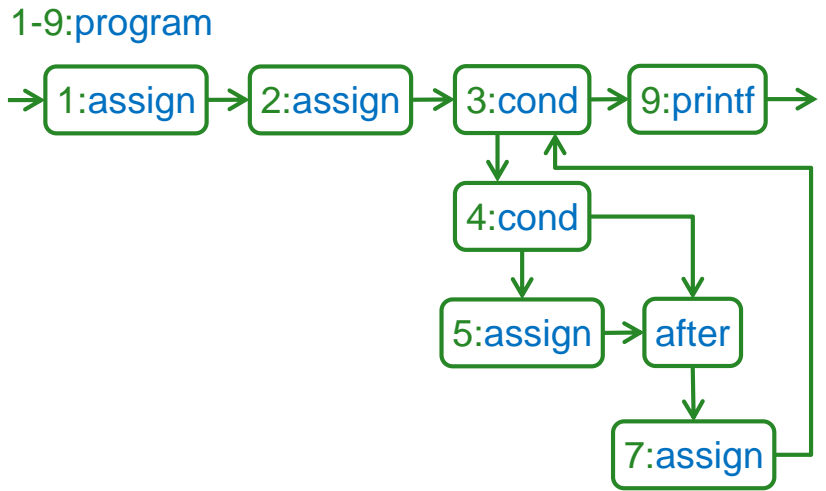 1-9:program
1:assign 2:assign 3:cond 9:printf
4:cond
5:assign after
7:assign